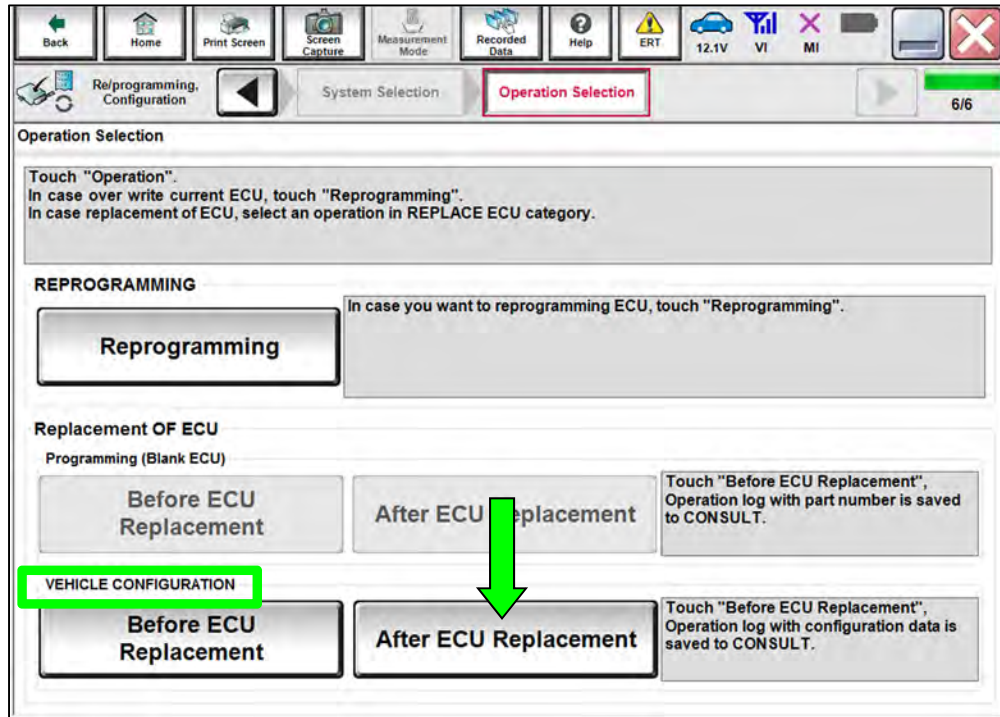 Back
Home
Print Screen
Screen
Capture
Measurement
Mode
Recorded
Data
Help
ERT
12.1V
VI
MI
Re/programming,
Configuration
System Selection
Operation Selection
6/6
Operation Selection
Touch "Operation".
In case over write current ECU, touch "Reprogramming".
In case replacement of ECU, select an operation in REPLACE ECU category.
REPROGRAMMING
Reprogramming
In case you want to reprogramming ECU, touch "Reprogramming".
Replacement OF ECU
Programming (Blank ECU)
Before ECU
Replacement
After ECU Replacement
Touch "Before ECU Replacement",
Operation log with part number is saved
to CONSULT.
VEHICLE CONFIGURATION
Before ECU
Replacement
After ECU Replacement
Touch "Before ECU Replacement",
Operation log with configuration data is
saved to CONSULT.